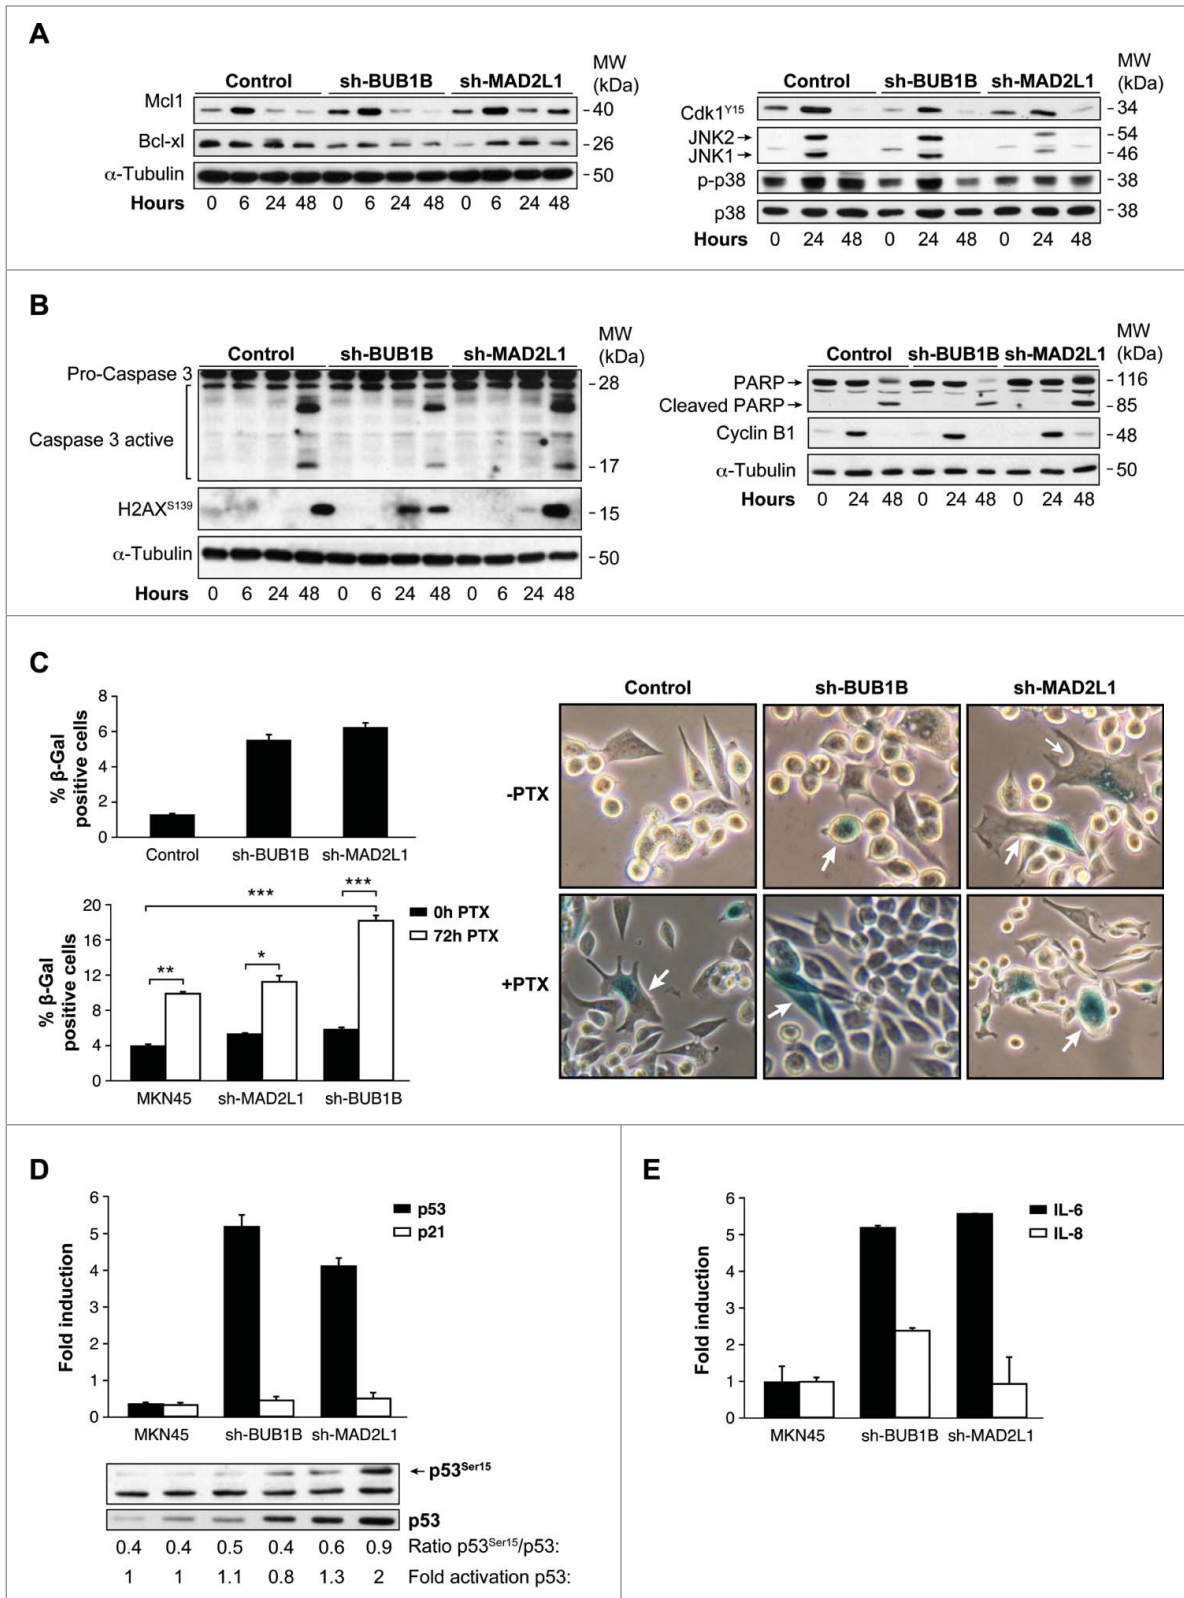 A
MW
(kDa)
Control sh-BUB1B sh-MAD2L1
Mcl1
-40
Bcl-xl
-26
α-Tubulin
-50
Hours 0 6 24 48 0 6 24 48 0 6 24 48
MW
(kDa)
Control sh-BUB1B sh-MAD2L1
Cdk1Y15
-34
JNK2
-54
JNK1
-46
p-p38
-38
p38
-38
Hours 0 24 48 0 24 48 0 24 48
B
MW
(kDa)
Control sh-BUB1B sh-MAD2L1
Pro-Caspase 3
-28
Caspase 3 active
-17
H2AXS139
-15
α-Tubulin
-50
Hours 0 6 24 48 0 6 24 48 0 6 24 48
MW
(kDa)
Control sh-BUB1B sh-MAD2L1
PARP
-116
Cleaved PARP
-85
Cyclin B1
-48
α-Tubulin
-50
Hours 0 24 48 0 24 48 0 24 48
C
% β-Gal
positive cells
8
6
4
2
0
Control sh-BUB1B sh-MAD2L1
% β-Gal
positive cells
20
16
12
8
4
0
**
*
***
***
0h PTX
72h PTX
MKN45 sh-MAD2L1 sh-BUB1B
Control sh-BUB1B sh-MAD2L1
-PTX
+PTX
D
Fold induction
6
5
4
3
2
1
0
p53
p21
MKN45 sh-BUB1B sh-MAD2L1
← p53Ser15
p53
0.4 0.4 0.5 0.4 0.6 0.9 Ratio p53Ser15/p53:
1 1 1.1 0.8 1.3 2 Fold activation p53:
E
Fold induction
6
5
4
3
2
1
0
IL-6
IL-8
MKN45 sh-BUB1B sh-MAD2L1